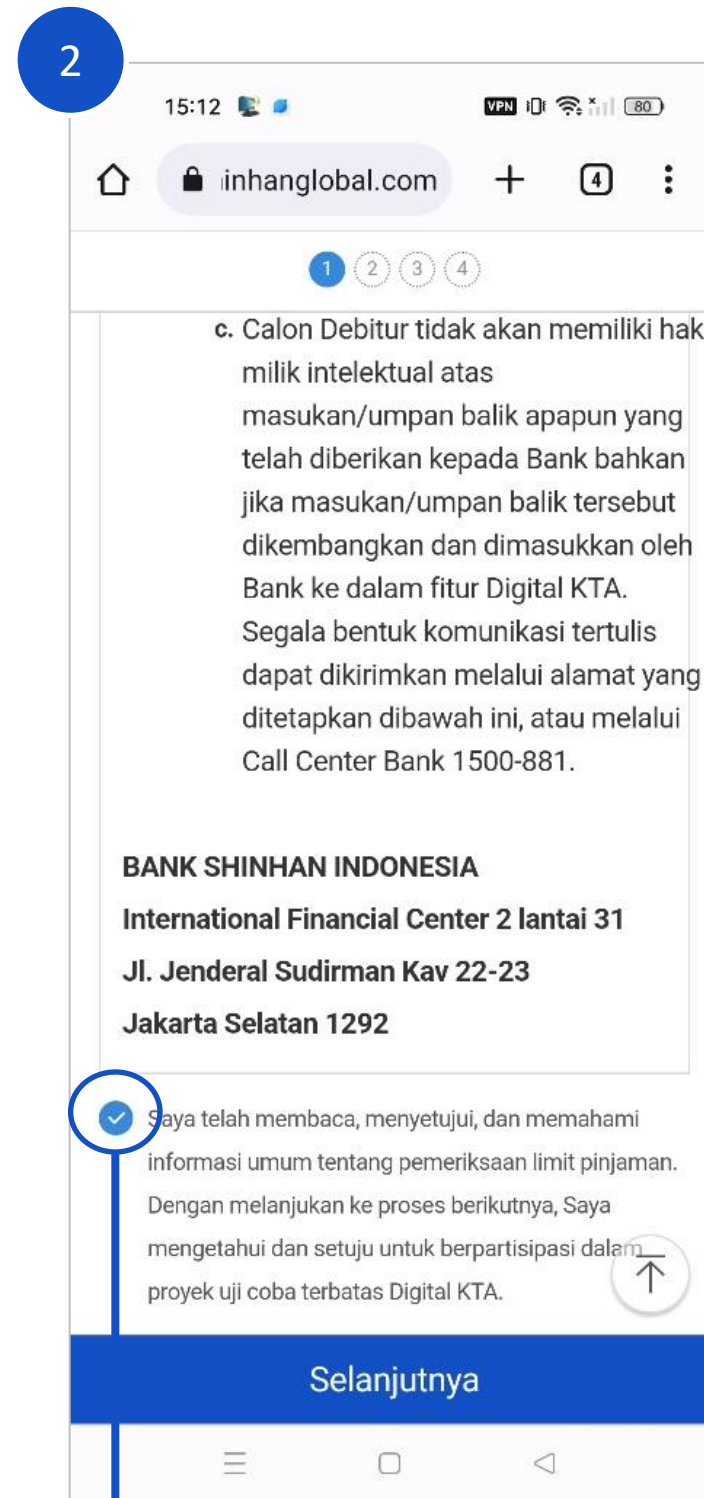 2
15:12
VPN 80
inhanglobal.com 4
1 2 3 4
c. Calon Debitur tidak akan memiliki hak
milik intelektual atas
masukan/umpan balik apapun yang
telah diberikan kepada Bank bahkan
jika masukan/umpan balik tersebut
dikembangkan dan dimasukkan oleh
Bank ke dalam fitur Digital KTA.
Segala bentuk komunikasi tertulis
dapat dikirimkan melalui alamat yang
ditetapkan dibawah ini, atau melalui
Call Center Bank 1500-881.
BANK SHINHAN INDONESIA
International Financial Center 2 lantai 31
Jl. Jenderal Sudirman Kav 22-23
Jakarta Selatan 1292
Saya telah membaca, menyetujui, dan memahami
informasi umum tentang pemeriksaan limit pinjaman.
Dengan melanjukan ke proses berikutnya, Saya
mengetahui dan setuju untuk berpartisipasi dalam
proyek uji coba terbatas Digital KTA.
Selanjutnya